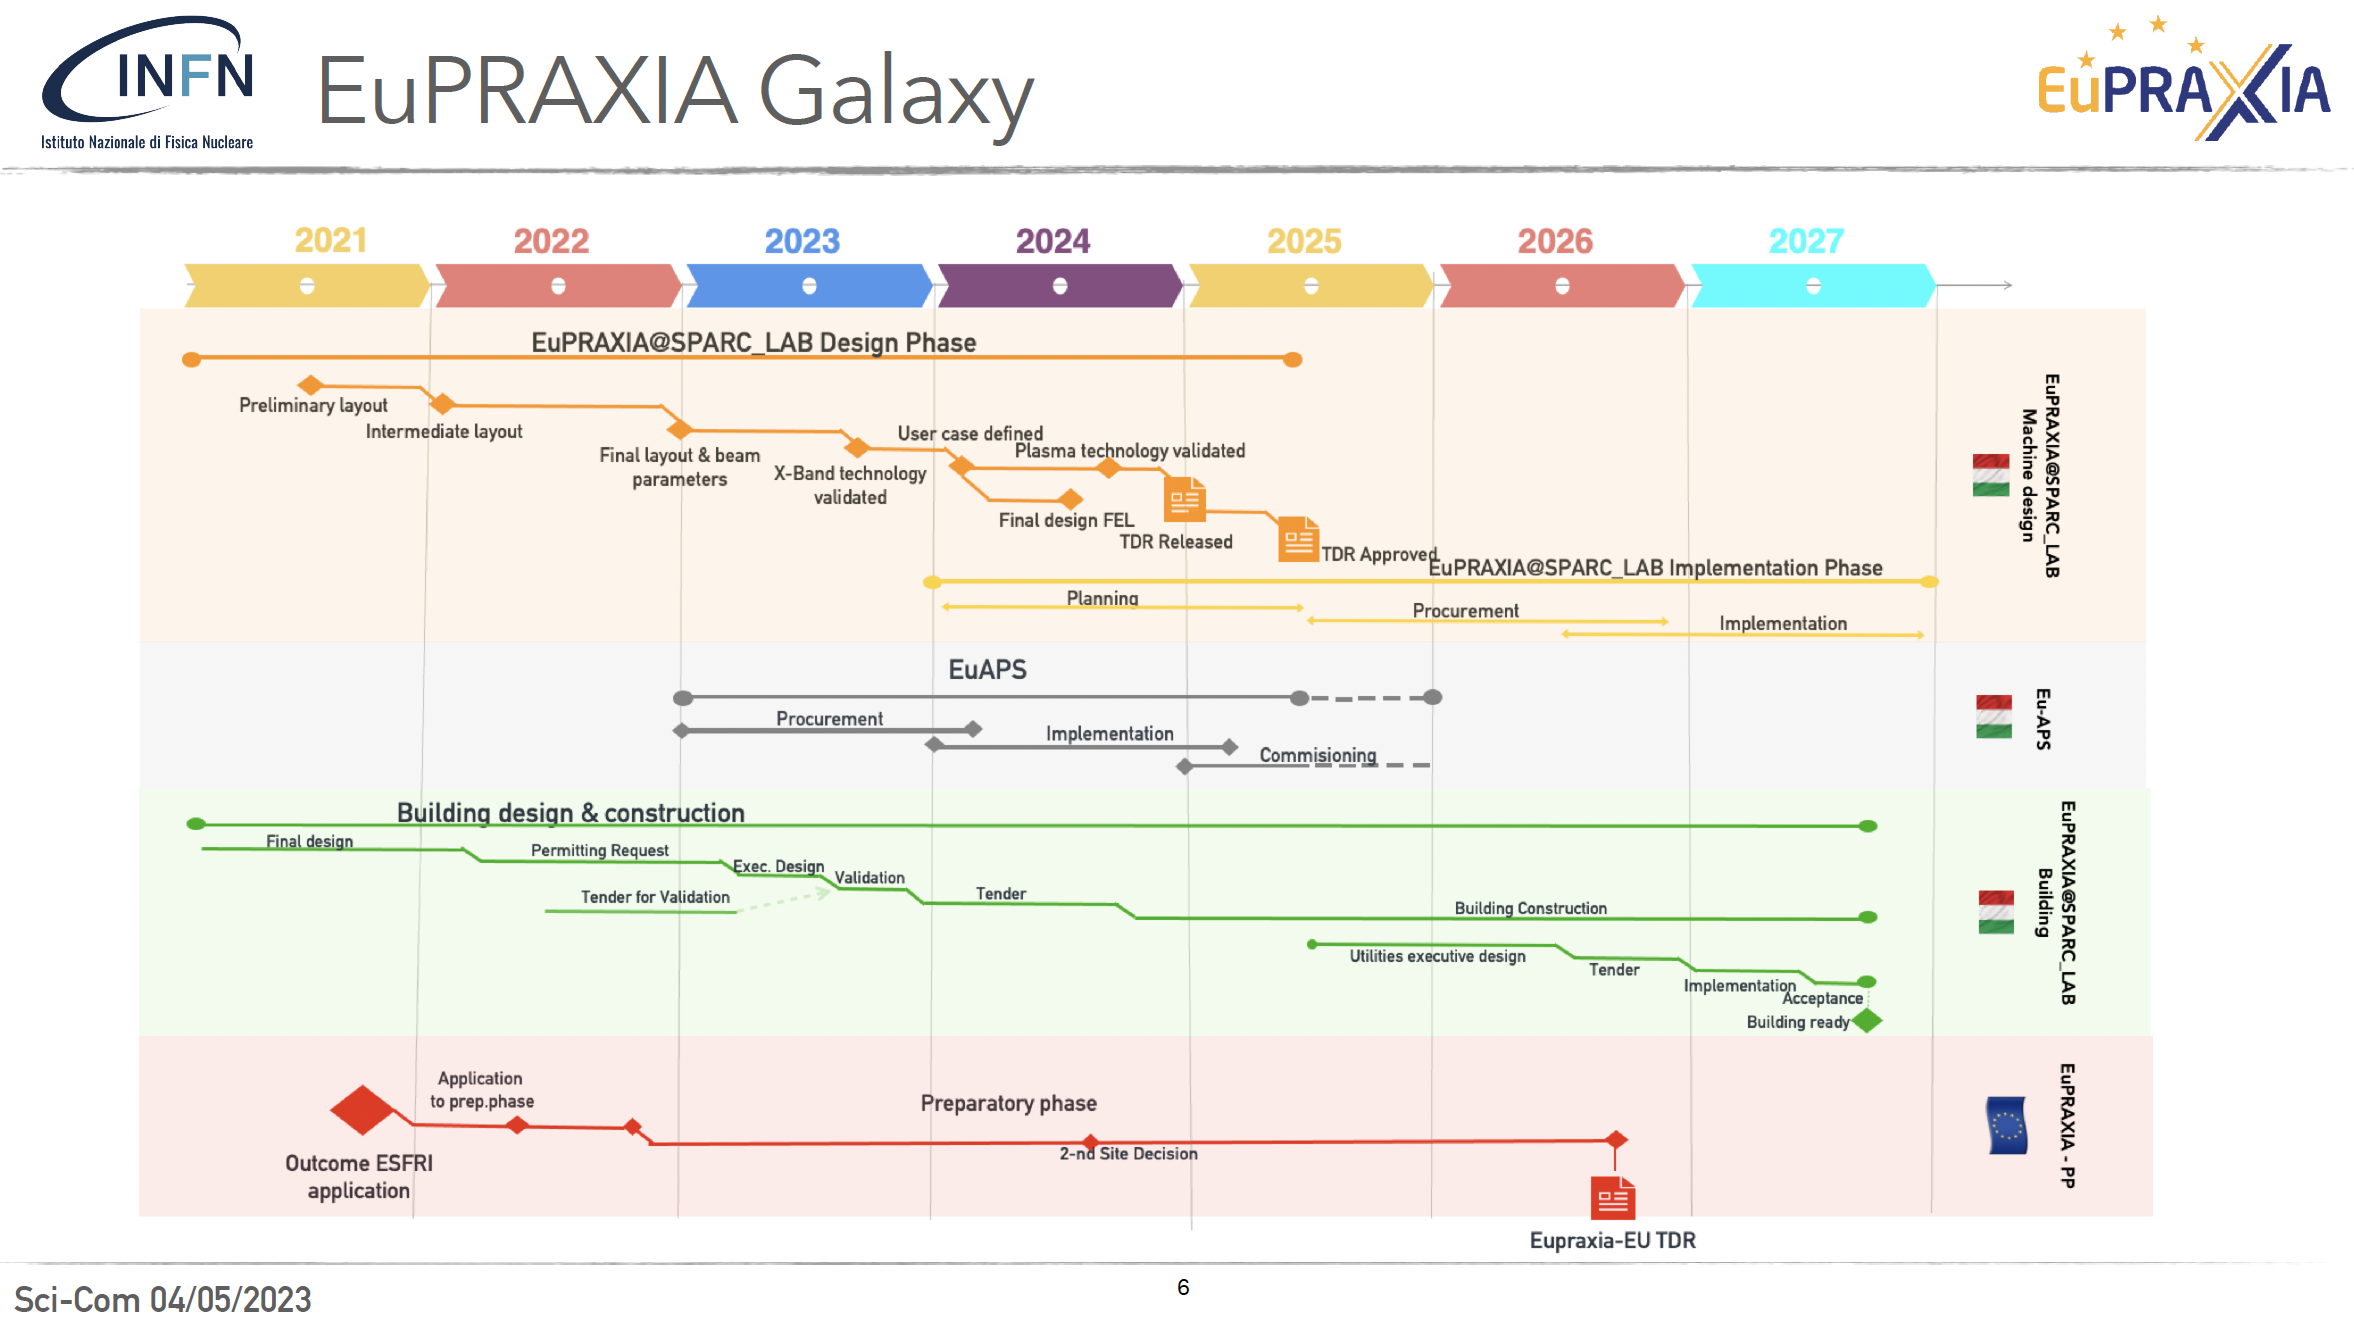 INFN
Istituto Nazionale di Fisica Nucleare
EuPRAXIA Galaxy
EuPRAXIA
2021
2022
2023
2024
2025
2026
2027
EuPRAXIA@SPARC_LAB Design Phase
Preliminary layout
Intermediate layout
Final layout & beam
parameters
X-Band technology
validated
User case defined
Plasma technology validated
Final design FEL
TDR Released
TDR Approved
EuPRAXIA@SPARC_LAB Implementation Phase
Planning
Procurement
Implementation
EuPRAXIA@SPARC_LAB
Machine design
EuAPS
Procurement
Implementation
Commisioning
Eu-APS
Building design & construction
Final design
Permitting Request
Exec. Design
Validation
Tender for Validation
Tender
Building Construction
Utilities executive design
Tender
Implementation
Acceptance
Building ready
EuPRAXIA@SPARC_LAB
Building
Application
to prep.phase
Preparatory phase
Outcome ESFRI
application
2-nd Site Decision
Eupraxia-EU TDR
EuPRAXIA - PP
Sci-Com 04/05/2023
6